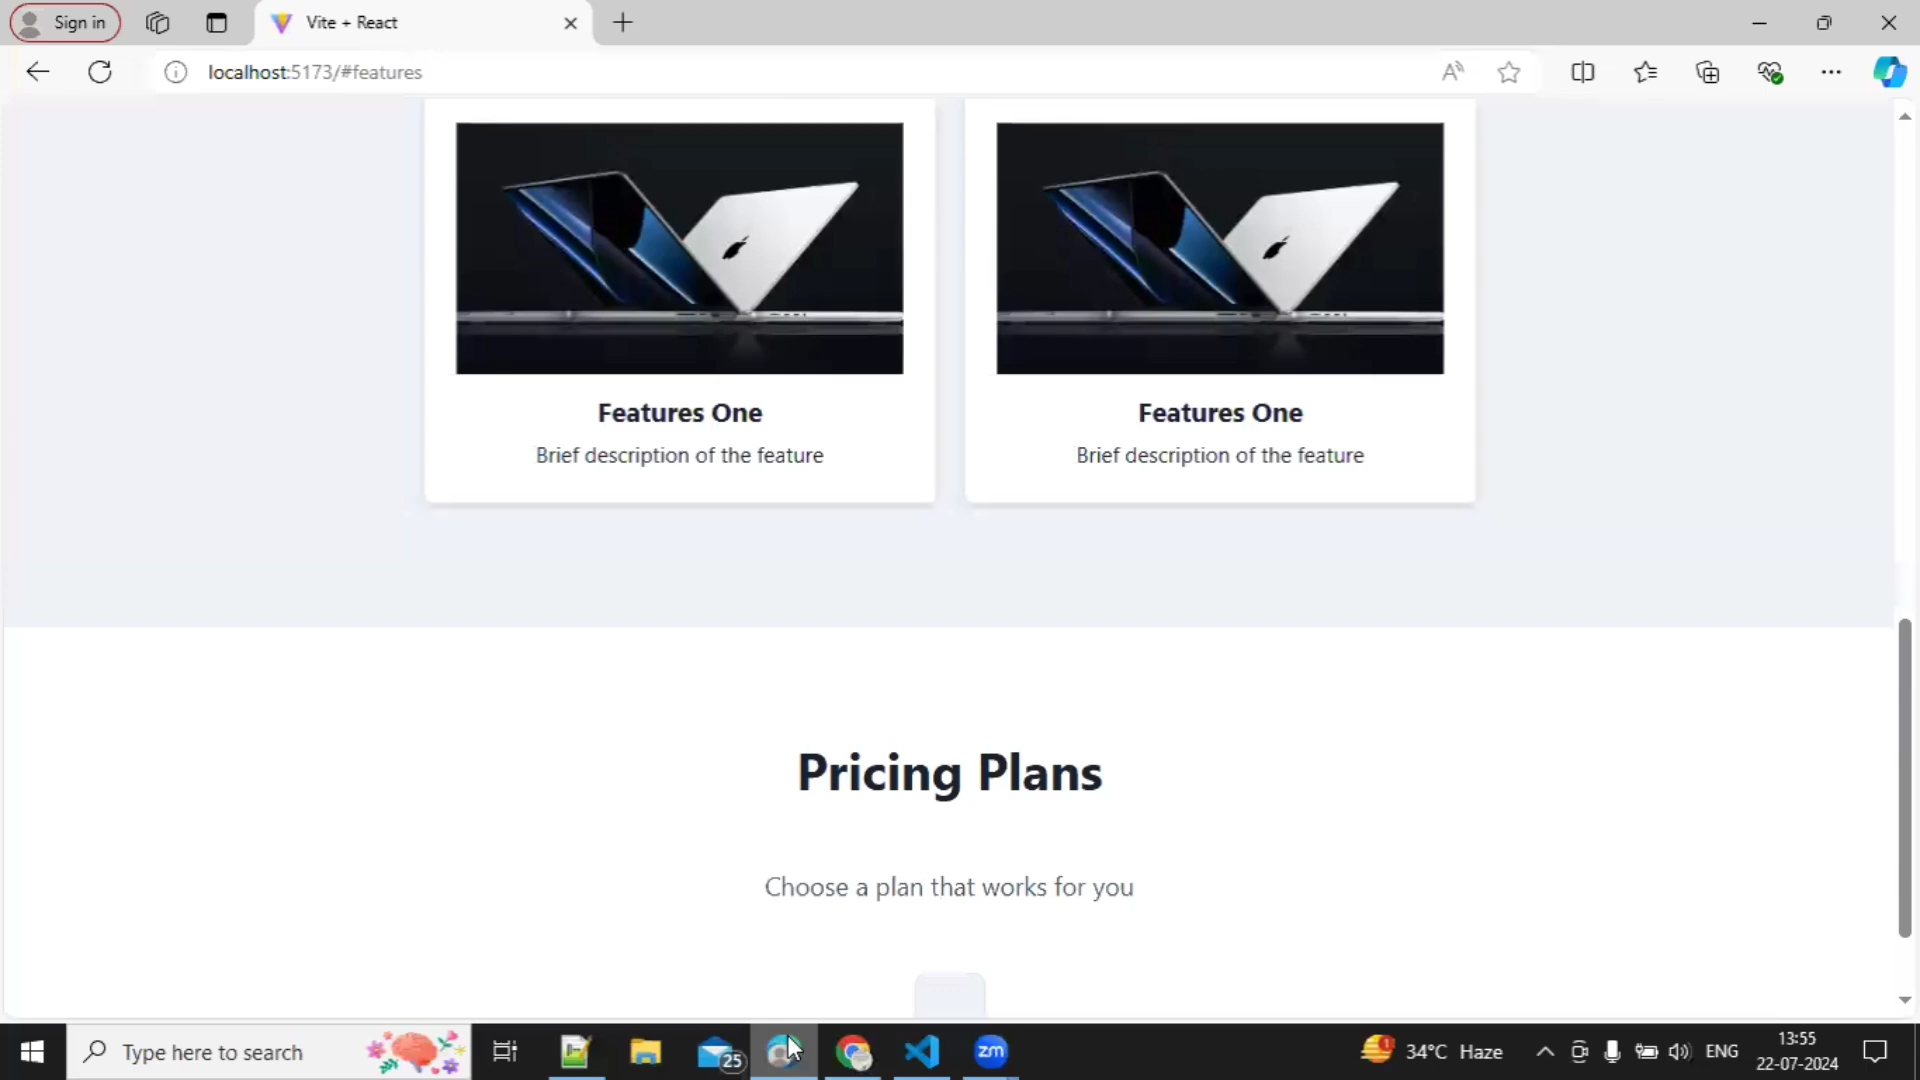 Sign in
Vite + React
localhost:5173/#features
Features One
Brief description of the feature
Features One
Brief description of the feature
Pricing Plans
Choose a plan that works for you
Type here to search
25
zm
1
34°C Haze
ENG
13:55
22-07-2024